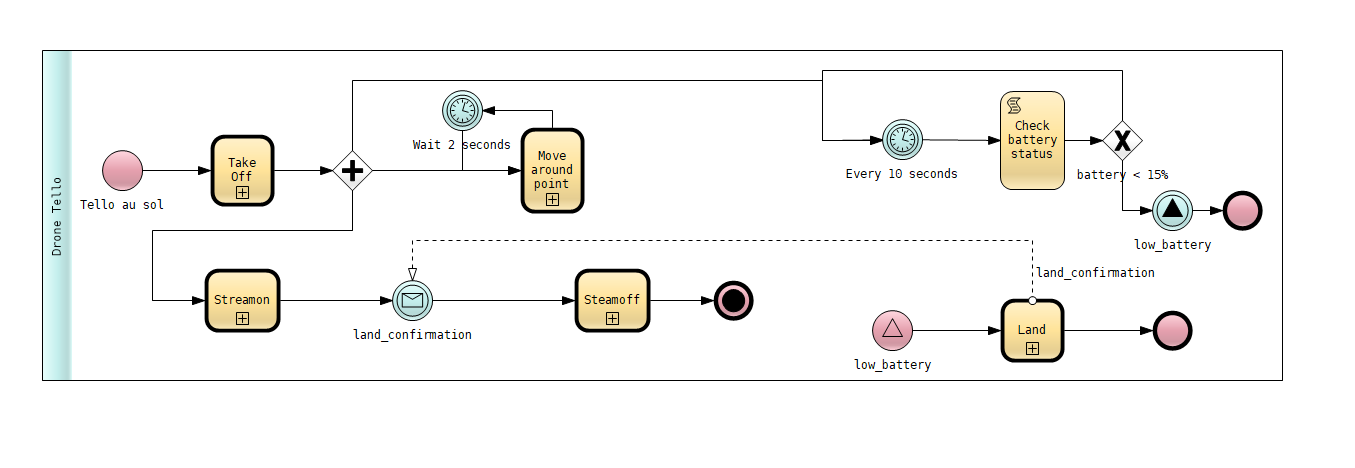 Drone Tello
Tello au sol
Take
Off
Wait 2 seconds
Move
around
point
Every 10 seconds
Check
battery
status
battery < 15%
low_battery
Streamon
land_confirmation
Steamoff
low_battery
land_confirmation
Land